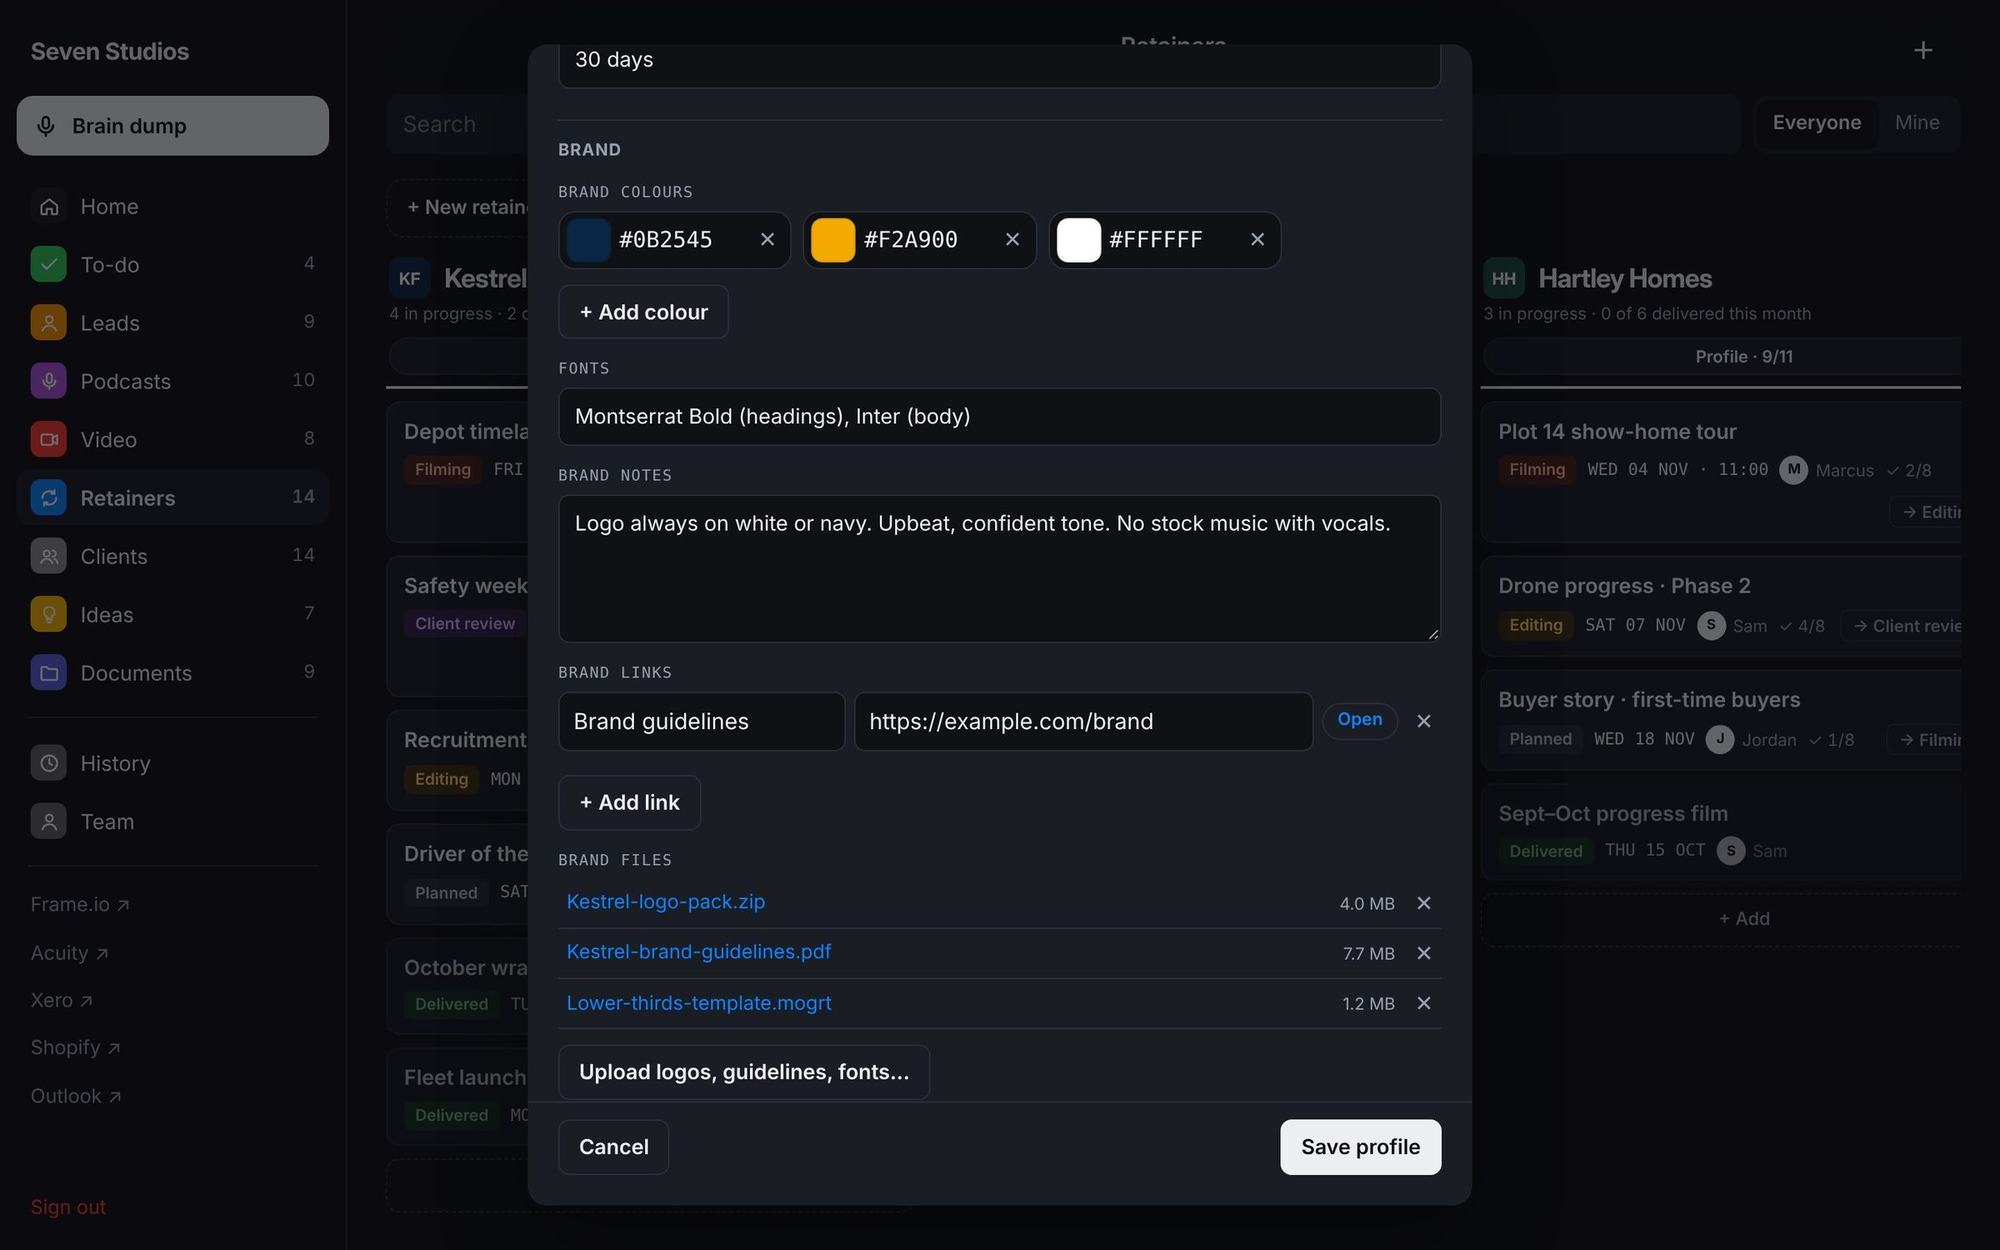 Seven Studios
Brain dump
Home
To-do 4
Leads 9
Podcasts 10
Video 8
Retainers 14
Clients 14
Ideas 7
Documents 9
History
Team
Frame.io ↗
Acuity ↗
Xero ↗
Shopify ↗
Outlook ↗
Sign out
Retainers
+
Search
Everyone Mine
+ New
KF Kestrel
4 in progress · 2
Depot
Filming FRI
Safety week
Client review
Recruitment
Editing MON
Driver of the
Planned SAT
October
Delivered
Fleet launch
Delivered
30 days
BRAND
BRAND COLOURS
#0B2545 ✕ #F2A900 ✕ #FFFFFF ✕
+ Add colour
FONTS
Montserrat Bold (headings), Inter (body)
BRAND NOTES
Logo always on white or navy. Upbeat, confident tone. No stock music with vocals.
BRAND LINKS
Brand guidelines https://example.com/brand Open ✕
+ Add link
BRAND FILES
Kestrel-logo-pack.zip 4.0 MB ✕
Kestrel-brand-guidelines.pdf 7.7 MB ✕
Lower-thirds-template.mogrt 1.2 MB ✕
Upload logos, guidelines, fonts...
Cancel Save profile
HH Hartley Homes
3 in progress · 0 of 6 delivered this month
Profile · 9/11
Plot 14 show-home tour
Filming WED 04 NOV · 11:00 M Marcus ✓ 2/8
→
Drone progress · Phase 2
Editing SAT 07 NOV S Sam ✓ 4/8 → Client
Buyer story · first-time buyers
Planned WED 18 NOV J Jordan ✓ 1/8 →
Sept–Oct progress film
Delivered THU 15 OCT S Sam
+ Add